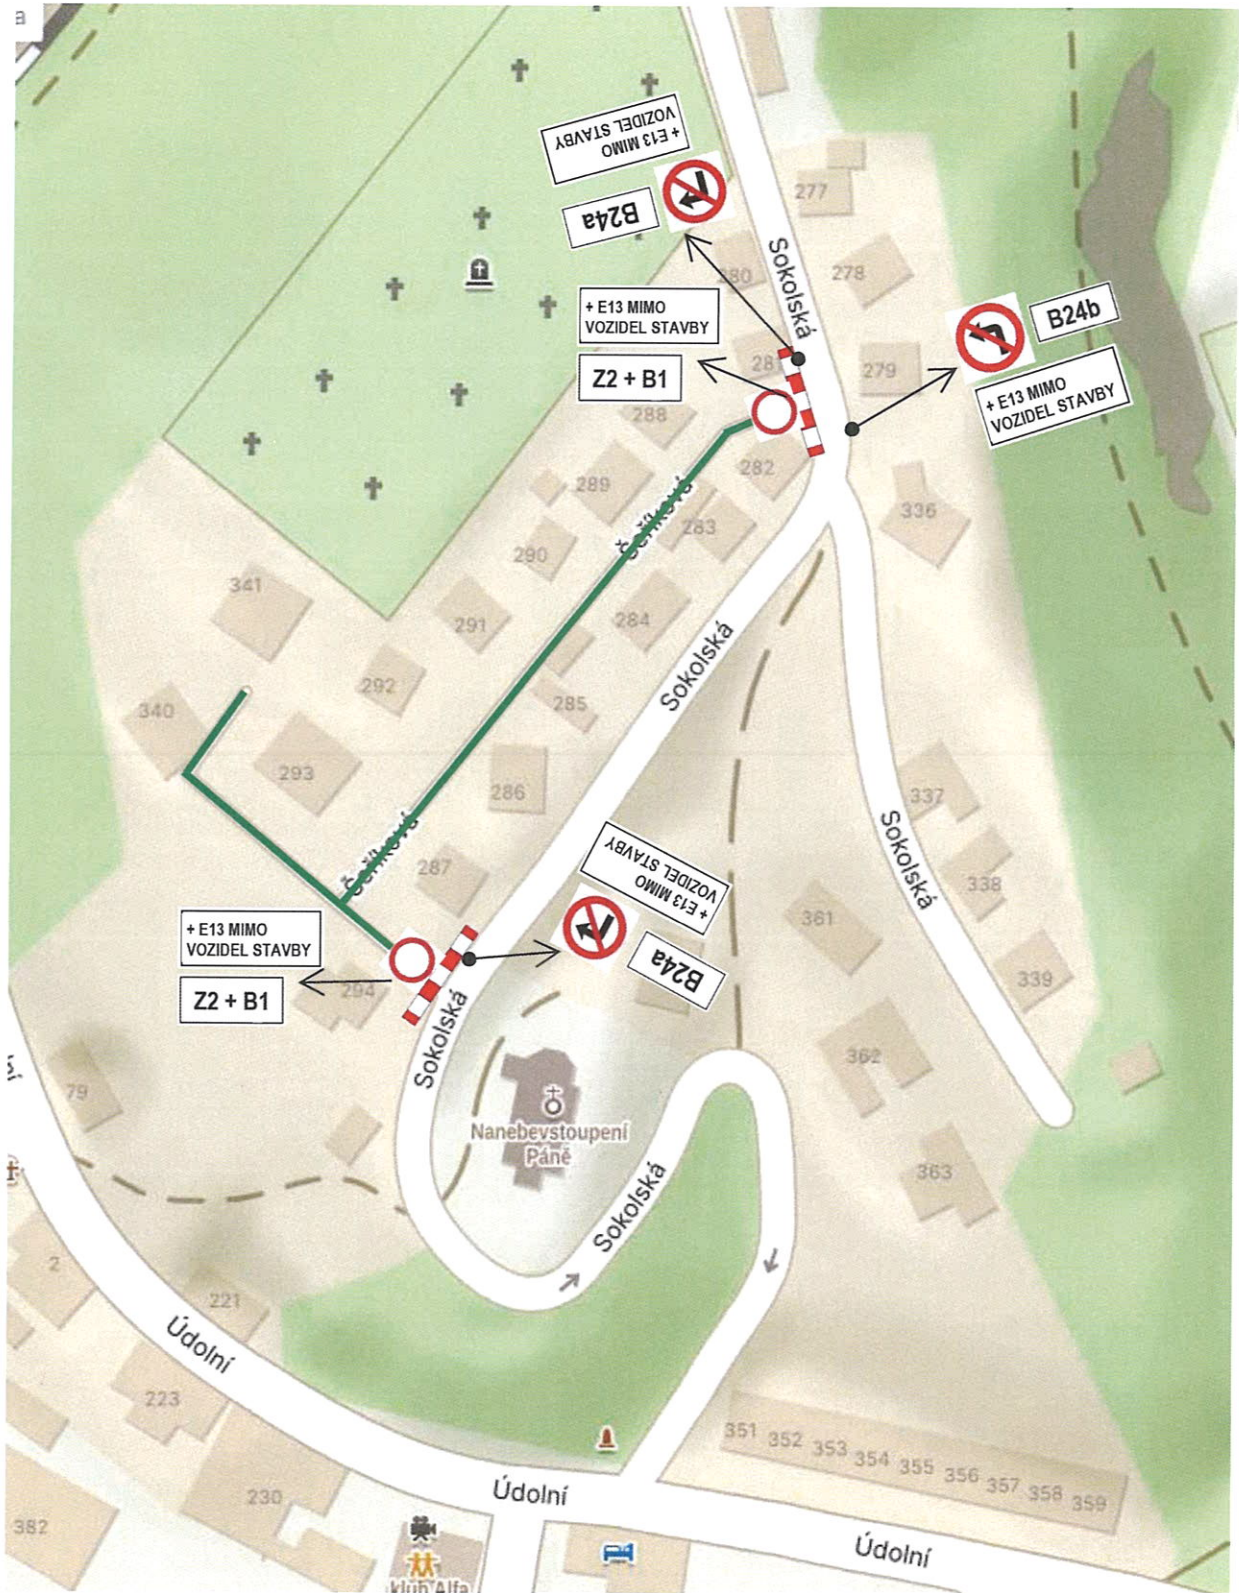 a
+ E13 MIMO
VOZIDEL STAVBY
B24a
277
Sokolská
280
278
+ E13 MIMO
VOZIDEL STAVBY
B24b
281
279
Z2 + B1
+ E13 MIMO
VOZIDEL STAVBY
288
282
289
283
336
290
341
291
284
Sokolská
292
285
340
293
286
337
Sokolská
287
+ E13 MIMO
VOZIDEL STAVBY
338
361
+ E13 MIMO
VOZIDEL STAVBY
B24a
Z2 + B1
294
339
Sokolská
362
79
Nanebevstoupení
Páně
363
Sokolská
2
221
Údolní
223
351
352
353
354
355
356
357
358
359
230
Údolní
382
Údolní
klub Alfa